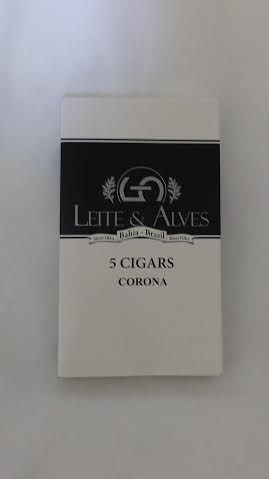 LEITE & ALVES
Bahia - Brasil
5 CIGARS
CORONA